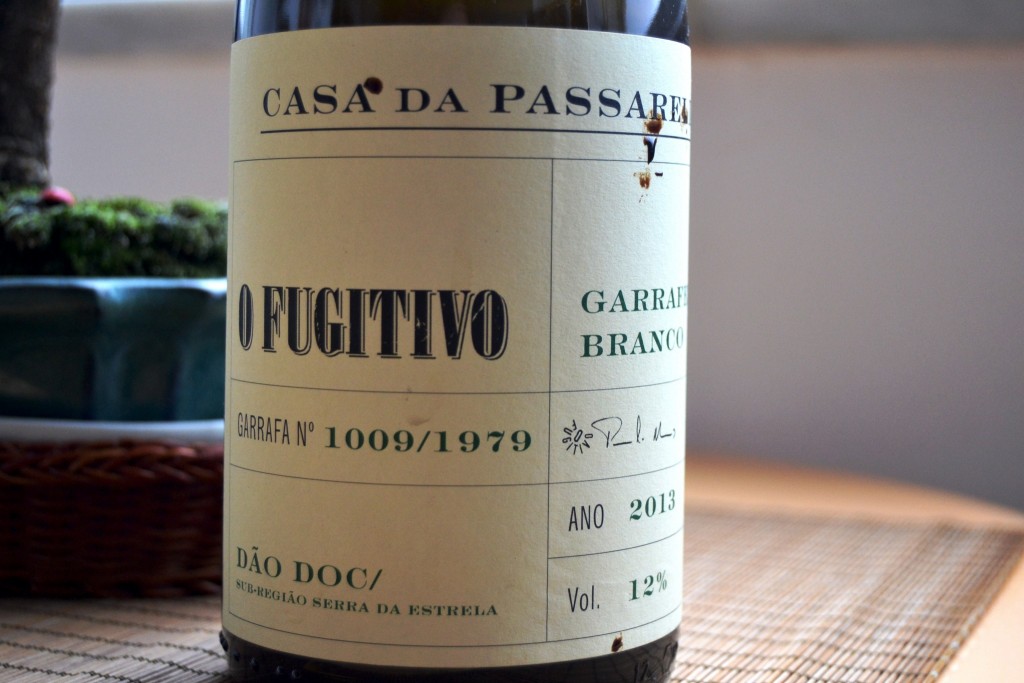 CASA DA PASSAREL
O FUGITIVO
GARRAFE
BRANCO
GARRAFA Nº 1009/1979
ANO 2013
DÃO DOC/
SUB-REGIÃO SERRA DA ESTRELA
Vol. 12%